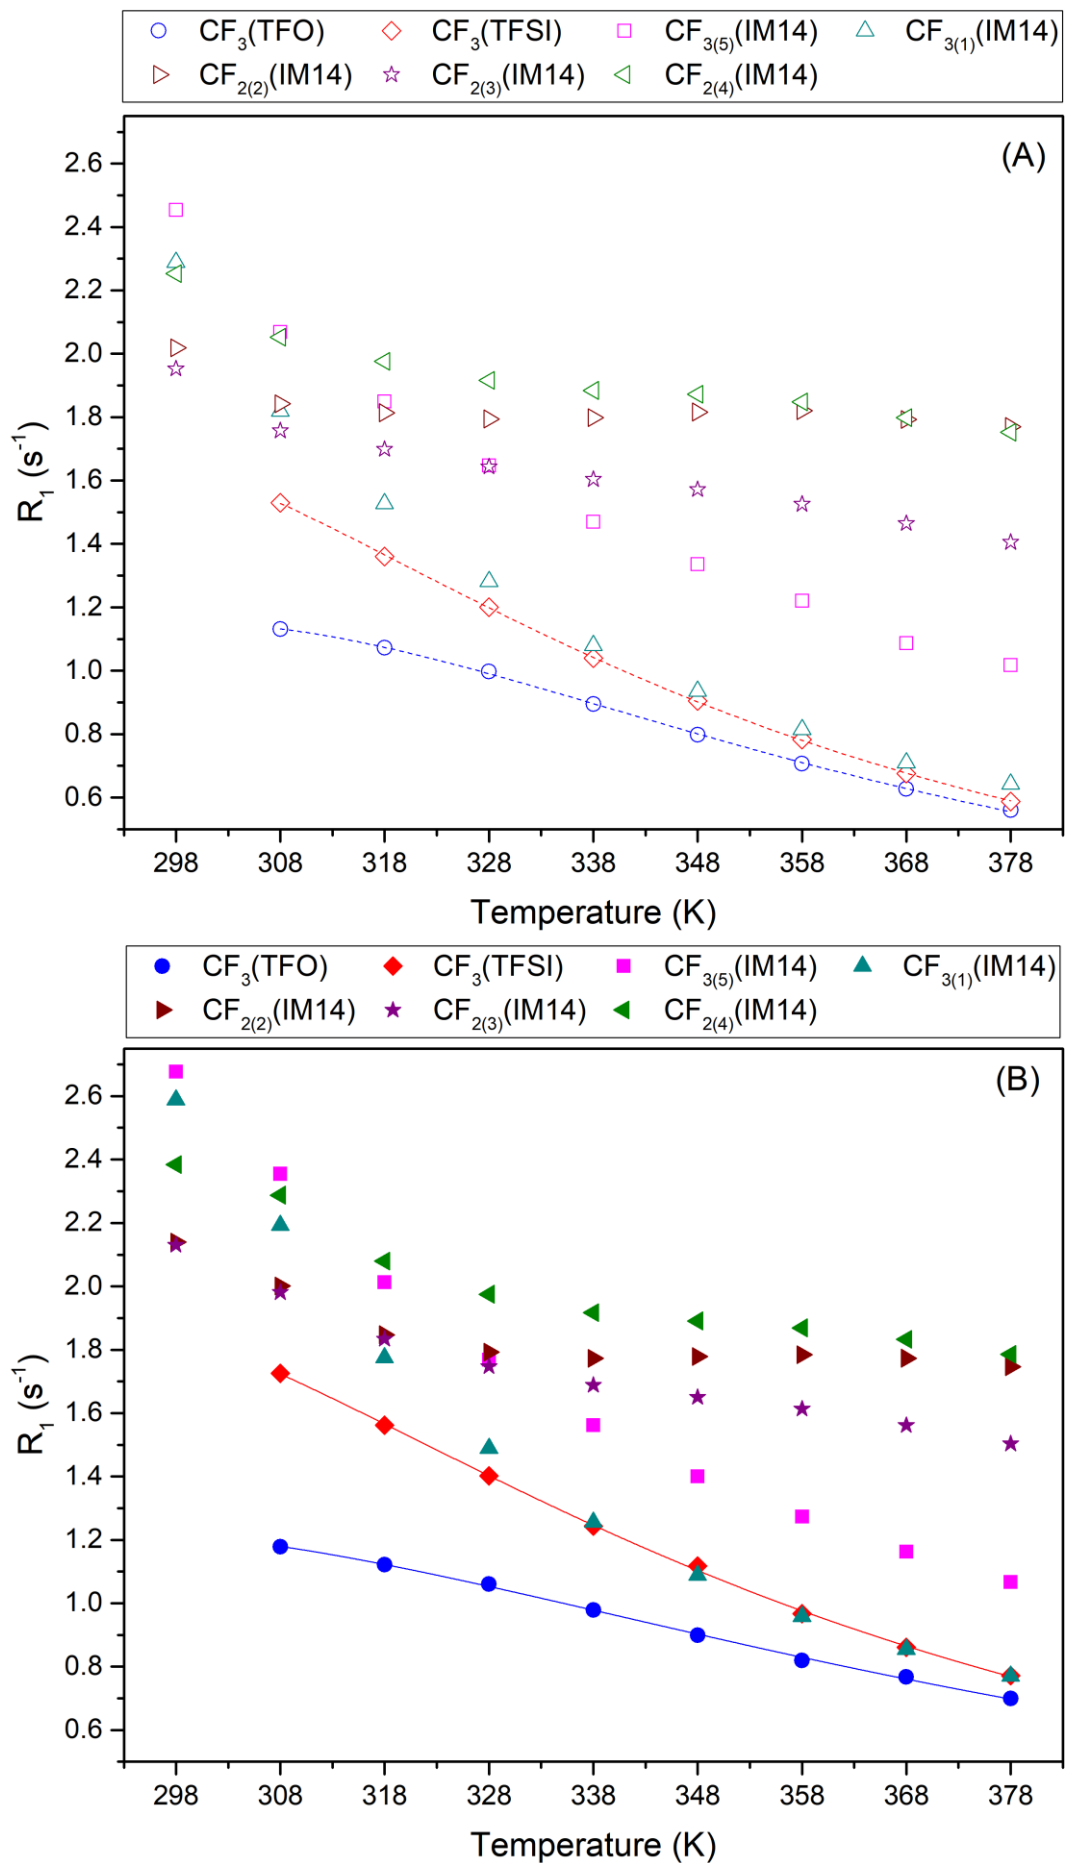 CF3(TFO) CF3(TFSI) CF3(5)(IM14) CF3(1)(IM14)
CF2(2)(IM14) CF2(3)(IM14) CF2(4)(IM14)
(A)
2.6
2.4
2.2
2.0
1.8
1.6
1.4
1.2
1.0
0.8
0.6
R1 (s-1)
298 308 318 328 338 348 358 368 378
Temperature (K)
CF3(TFO) CF3(TFSI) CF3(5)(IM14) CF3(1)(IM14)
CF2(2)(IM14) CF2(3)(IM14) CF2(4)(IM14)
(B)
2.6
2.4
2.2
2.0
1.8
1.6
1.4
1.2
1.0
0.8
0.6
R1 (s-1)
298 308 318 328 338 348 358 368 378
Temperature (K)